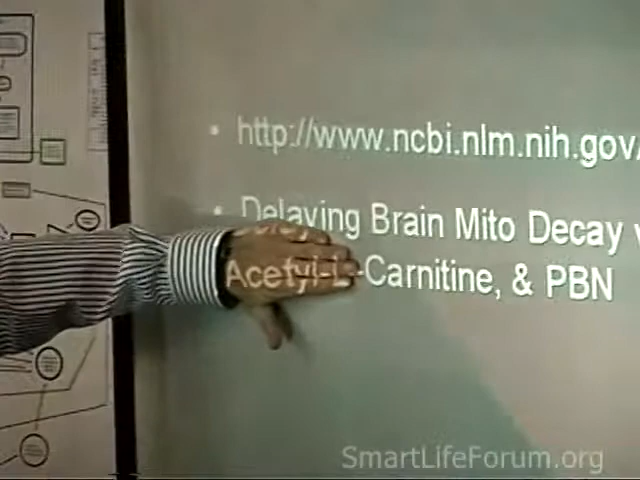 • http://www.ncbi.nlm.nih.gov/
• Delaying Brain Mito Decay
Acetyl-L-Carnitine, & PBN
SmartLifeForum.org